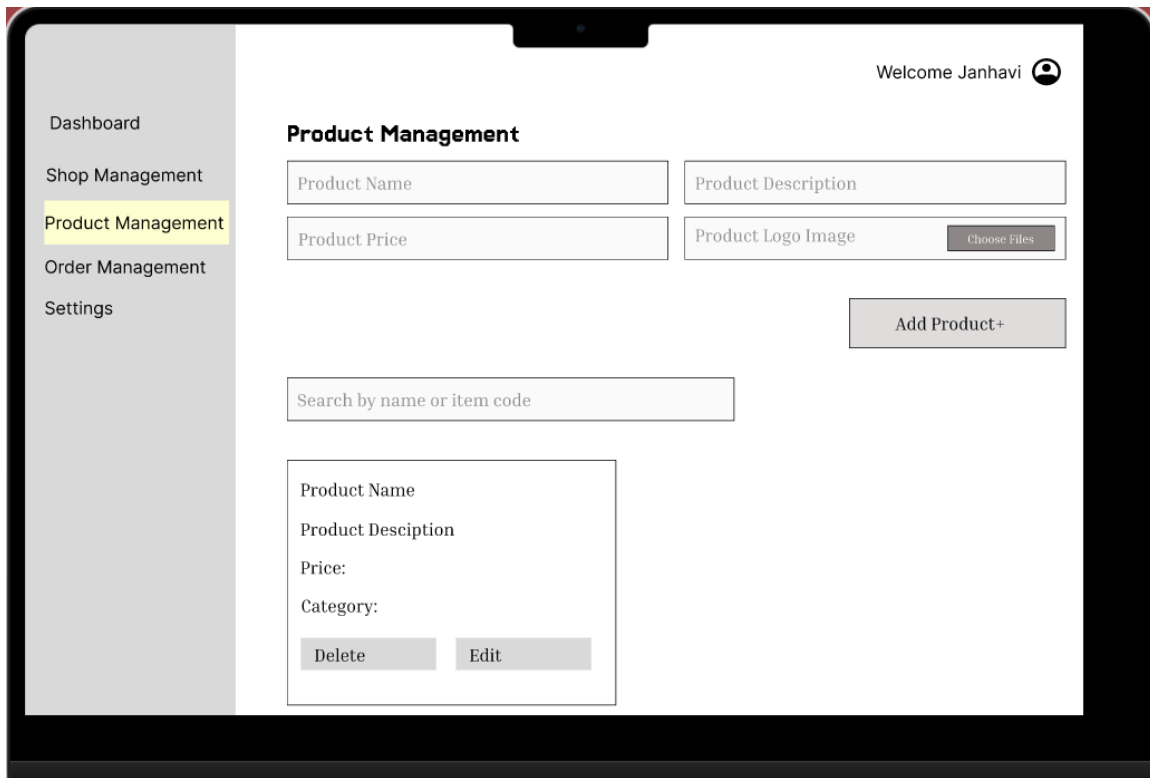 Welcome Janhavi
Dashboard
Shop Management
Product Management
Order Management
Settings
Product Management
Product Name
Product Description
Product Price
Product Logo Image
Choose Files
Add Product+
Search by name or item code
Product Name
Product Desciption
Price:
Category:
Delete
Edit